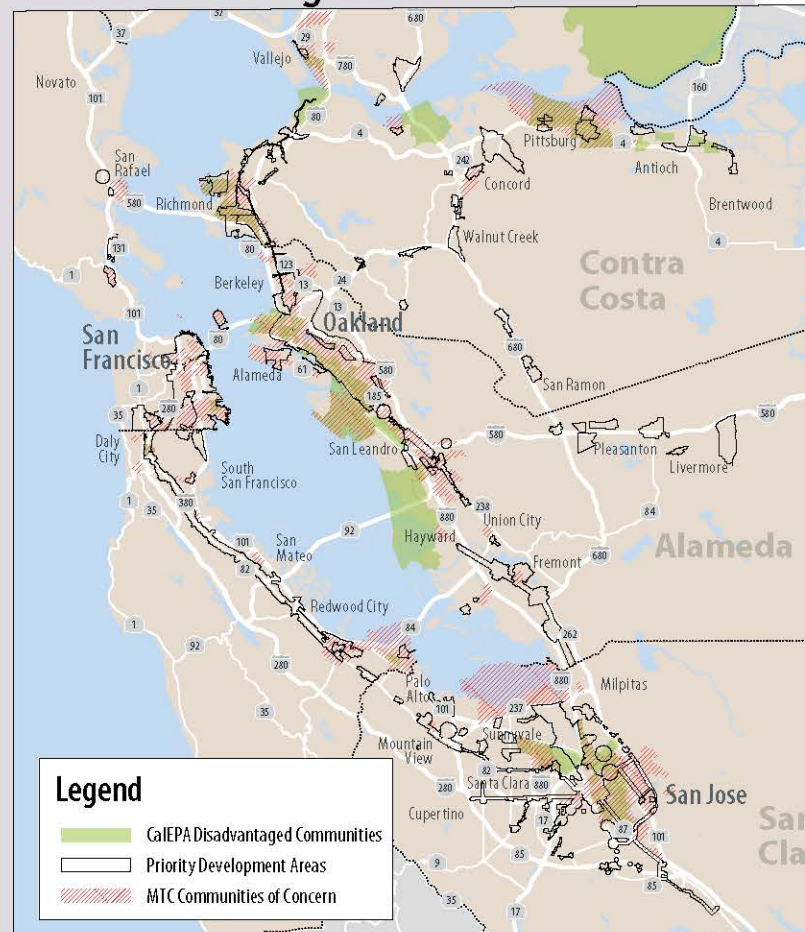 37
32
680
Novato
101
29
Vallejo
780
80
4
160
242
Pittsburg
4
Antioch
Concord
San
Rafael
580
Richmond
Brentwood
4
131
80
Walnut Creek
1
123
Berkeley
13
24
13
Contra
Costa
101
San
Francisco
80
Oakland
680
1
Alameda
61
580
185
San Ramon
35
280
580
580
Daly
City
San Leandro
Pleasanton
Livermore
South
San Francisco
1
35
380
238
84
880
Union City
92
Hayward
Alameda
101
San
Mateo
680
82
Fremont
Redwood City
1
84
262
92
280
880
Milpitas
Palo
Alto
101
237
35
Sunnyvale
Mountain
View
82
Santa Clara
880
San Jose
280
Cupertino
17
87
101
San
Cla
85
9
85
35
17
Legend
CalEPA Disadvantaged Communities
Priority Development Areas
MTC Communities of Concern